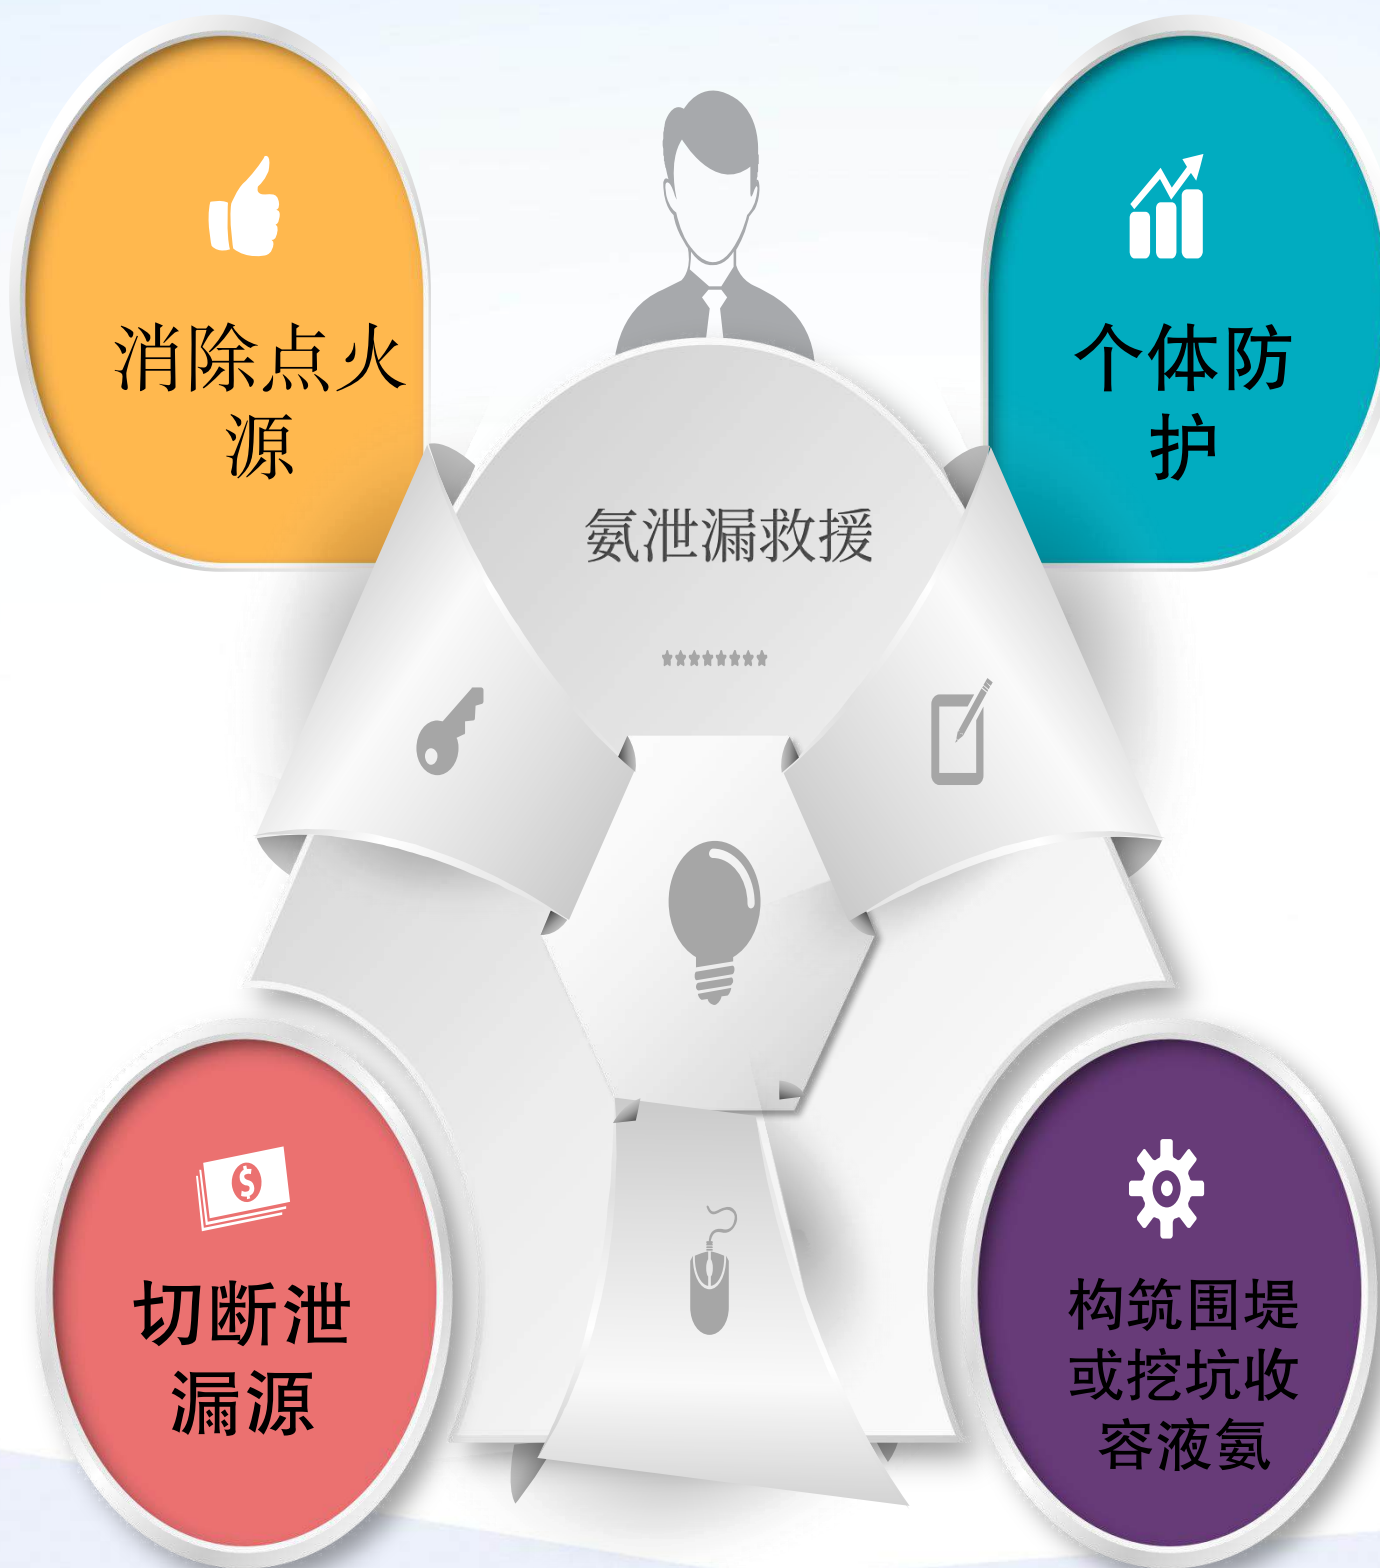 消除点火
源
个体防
护
氨泄漏救援
********
切断泄
漏源
构筑围堤
或挖坑收
容液氨